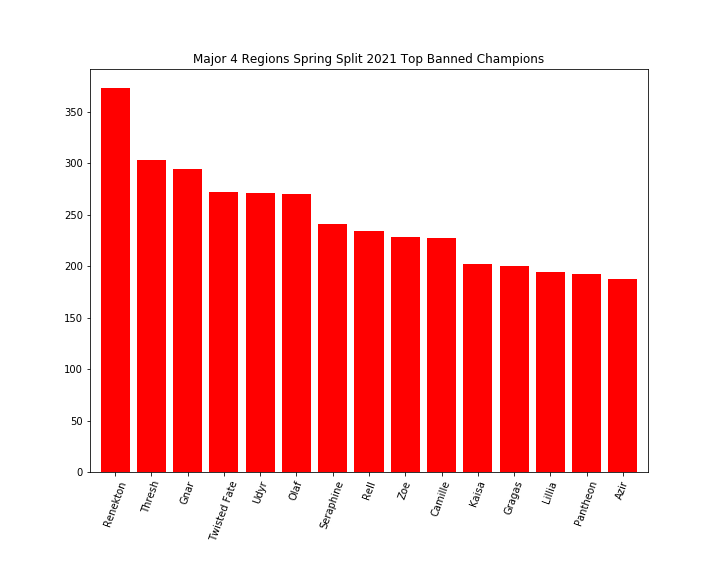 Major 4 Regions Spring Split 2021 Top Banned Champions
350
300
250
200
150
100
50
0
Renekton
Thresh
Gnar
Twisted Fate
Udyr
Olaf
Seraphine
Rell
Zoe
Camille
Kaisa
Gragas
Lillia
Pantheon
Azir